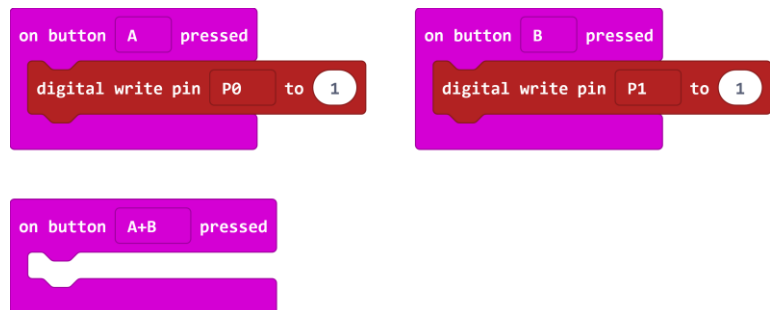 on button A pressed
digital write pin P0 to 1
on button B pressed
digital write pin P1 to 1
on button A+B pressed